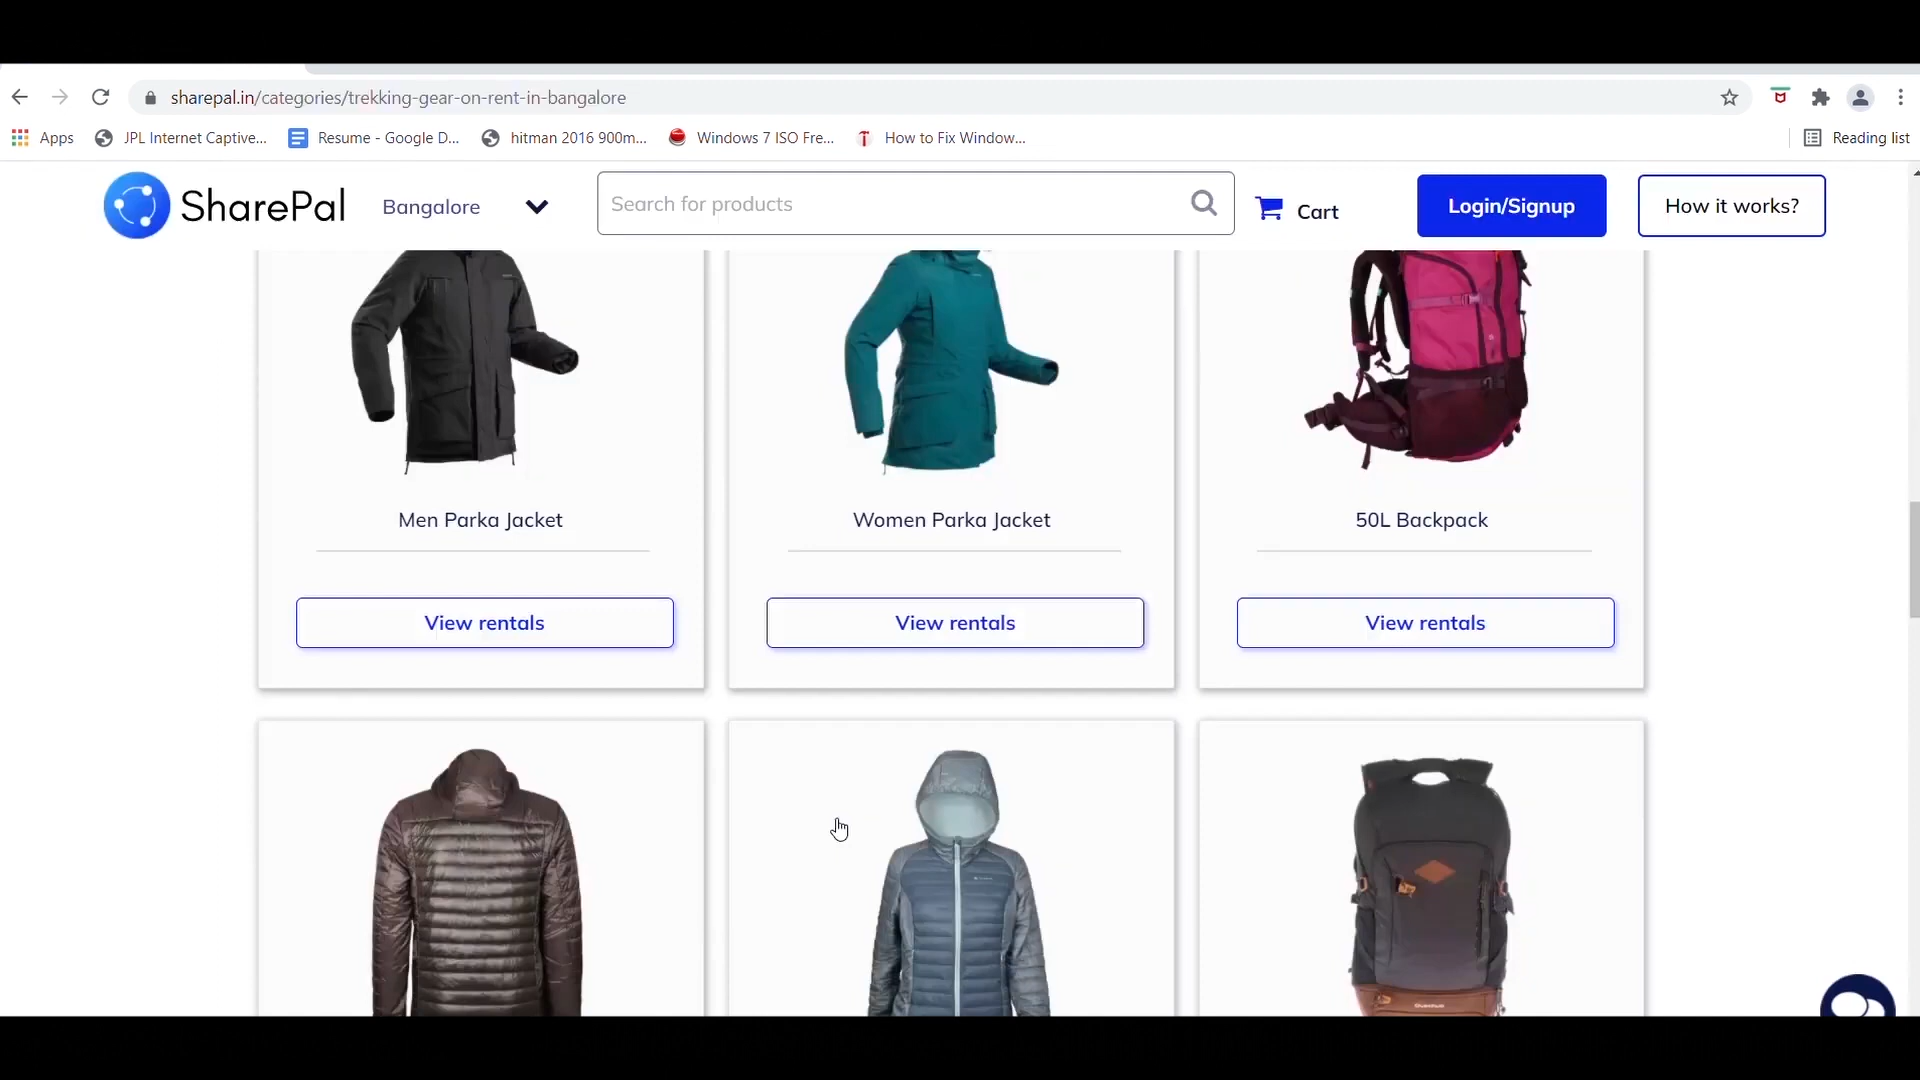 sharepal.in/categories/trekking-gear-on-rent-in-bangalore
Apps JPL Internet Captive... Resume - Google D... hitman 2016 900m... Windows 7 ISO Fre... How to Fix Window... Reading list
SharePal Bangalore Search for products Cart Login/Signup How it works?
Men Parka Jacket Women Parka Jacket 50L Backpack
View rentals View rentals View rentals
Quechua